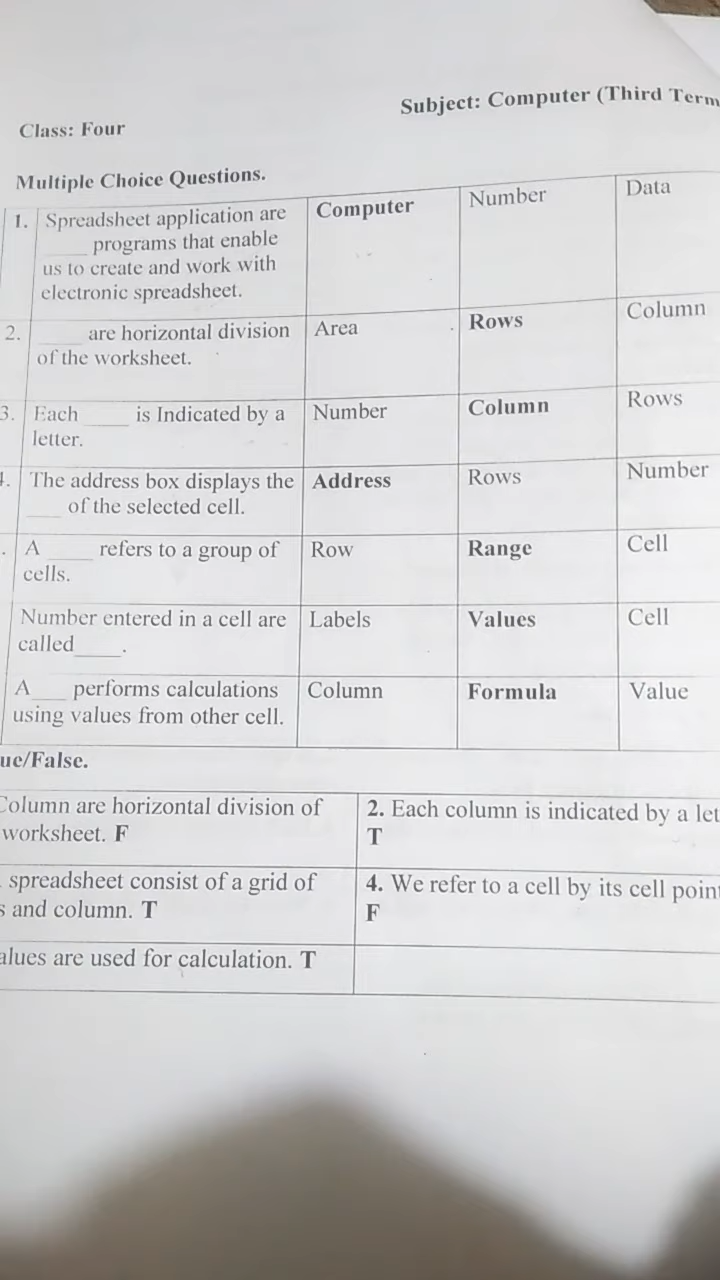 Subject: Computer (Third Term
Class: Four
Multiple Choice Questions.
1. Spreadsheet application are Computer Number Data
____ programs that enable
us to create and work with
electronic spreadsheet.
2. ____ are horizontal division Area Rows Column
of the worksheet.
3. Each ____ is Indicated by a Number Column Rows
letter.
The address box displays the Address Rows Number
____ of the selected cell.
A ____ refers to a group of Row Range Cell
cells.
Number entered in a cell are Labels Values Cell
called____.
A ___ performs calculations Column Formula Value
using values from other cell.
ue/False.
Column are horizontal division of
worksheet. F
2. Each column is indicated by a let
T
spreadsheet consist of a grid of
s and column. T
4. We refer to a cell by its cell point
F
alues are used for calculation. T